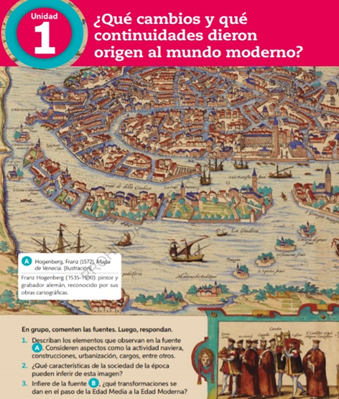 Unidad
1
¿Qué cambios y qué
continuidades dieron
origen al mundo moderno?
A Hogenberg, Franz (1572). Mapa
de Venecia. [Ilustración].
Franz Hogenberg (1535-1590): pintor y
grabador alemán, reconocido por sus
obras cartográficas.
En grupo, comenten las fuentes. Luego, respondan.
1. Describan los elementos que observan en la fuente
A. Consideren aspectos como la actividad naviera,
construcciones, urbanización, cargos, entre otros.
2. ¿Qué características de la sociedad de la época
pueden inferir de esta imagen?
3. Infiere de la fuente B, ¿qué transformaciones se
dan en el paso de la Edad Media a la Edad Moderna?